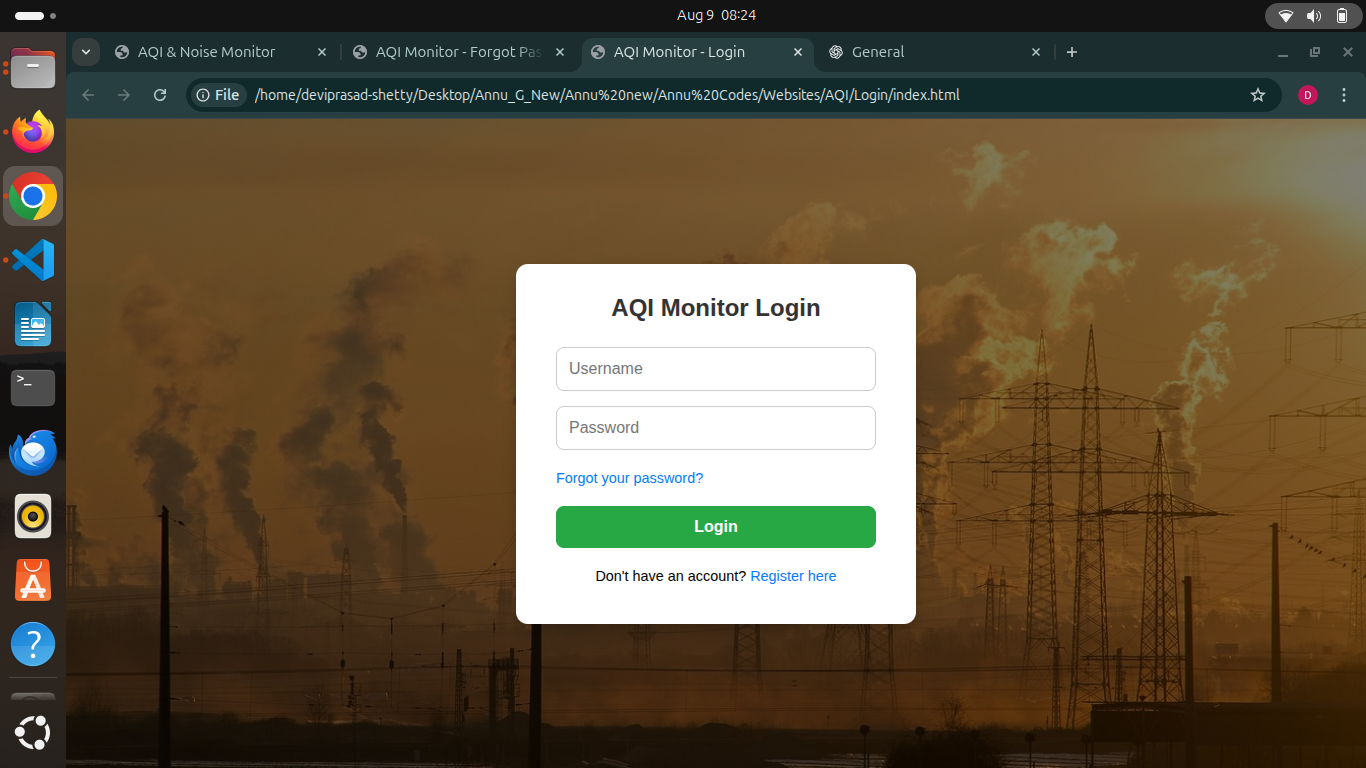 Aug 9 08:24
AQI & Noise Monitor
AQI Monitor - Forgot Pas
AQI Monitor - Login
General
File
/home/deviprasad-shetty/Desktop/Annu_G_New/Annu%20new/Annu%20Codes/Websites/AQI/Login/index.html
D
>_
AQI Monitor Login
Username
Password
Forgot your password?
Login
Don't have an account? Register here